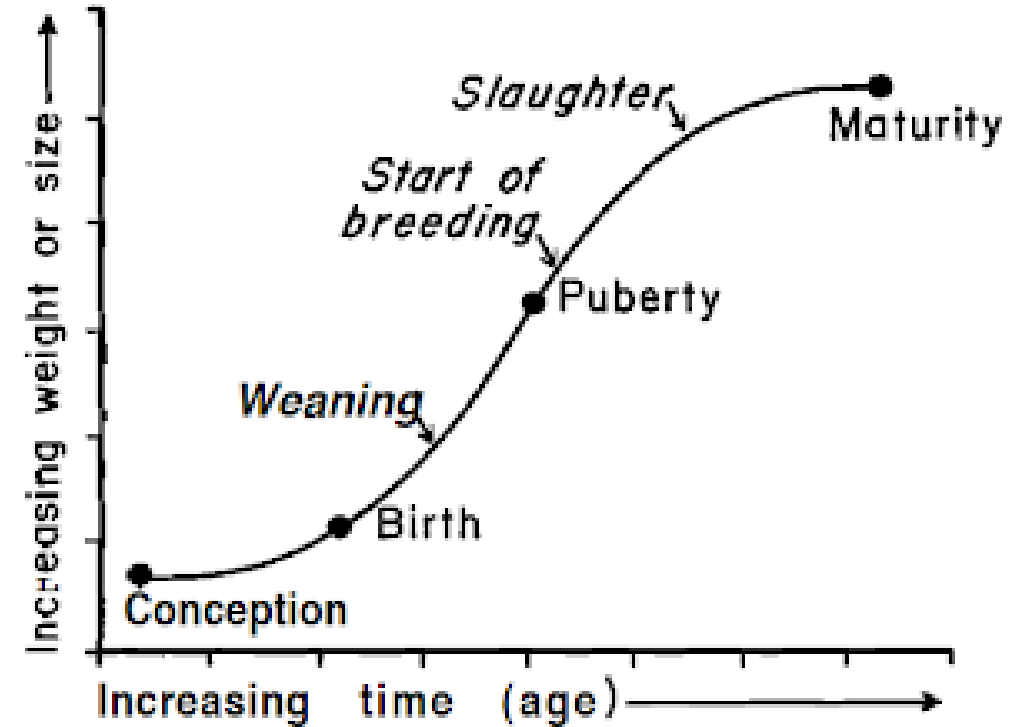 Increasing weight or size
Slaughter
Maturity
Start of
breeding
Puberty
Weaning
Birth
Conception
Increasing time (age)